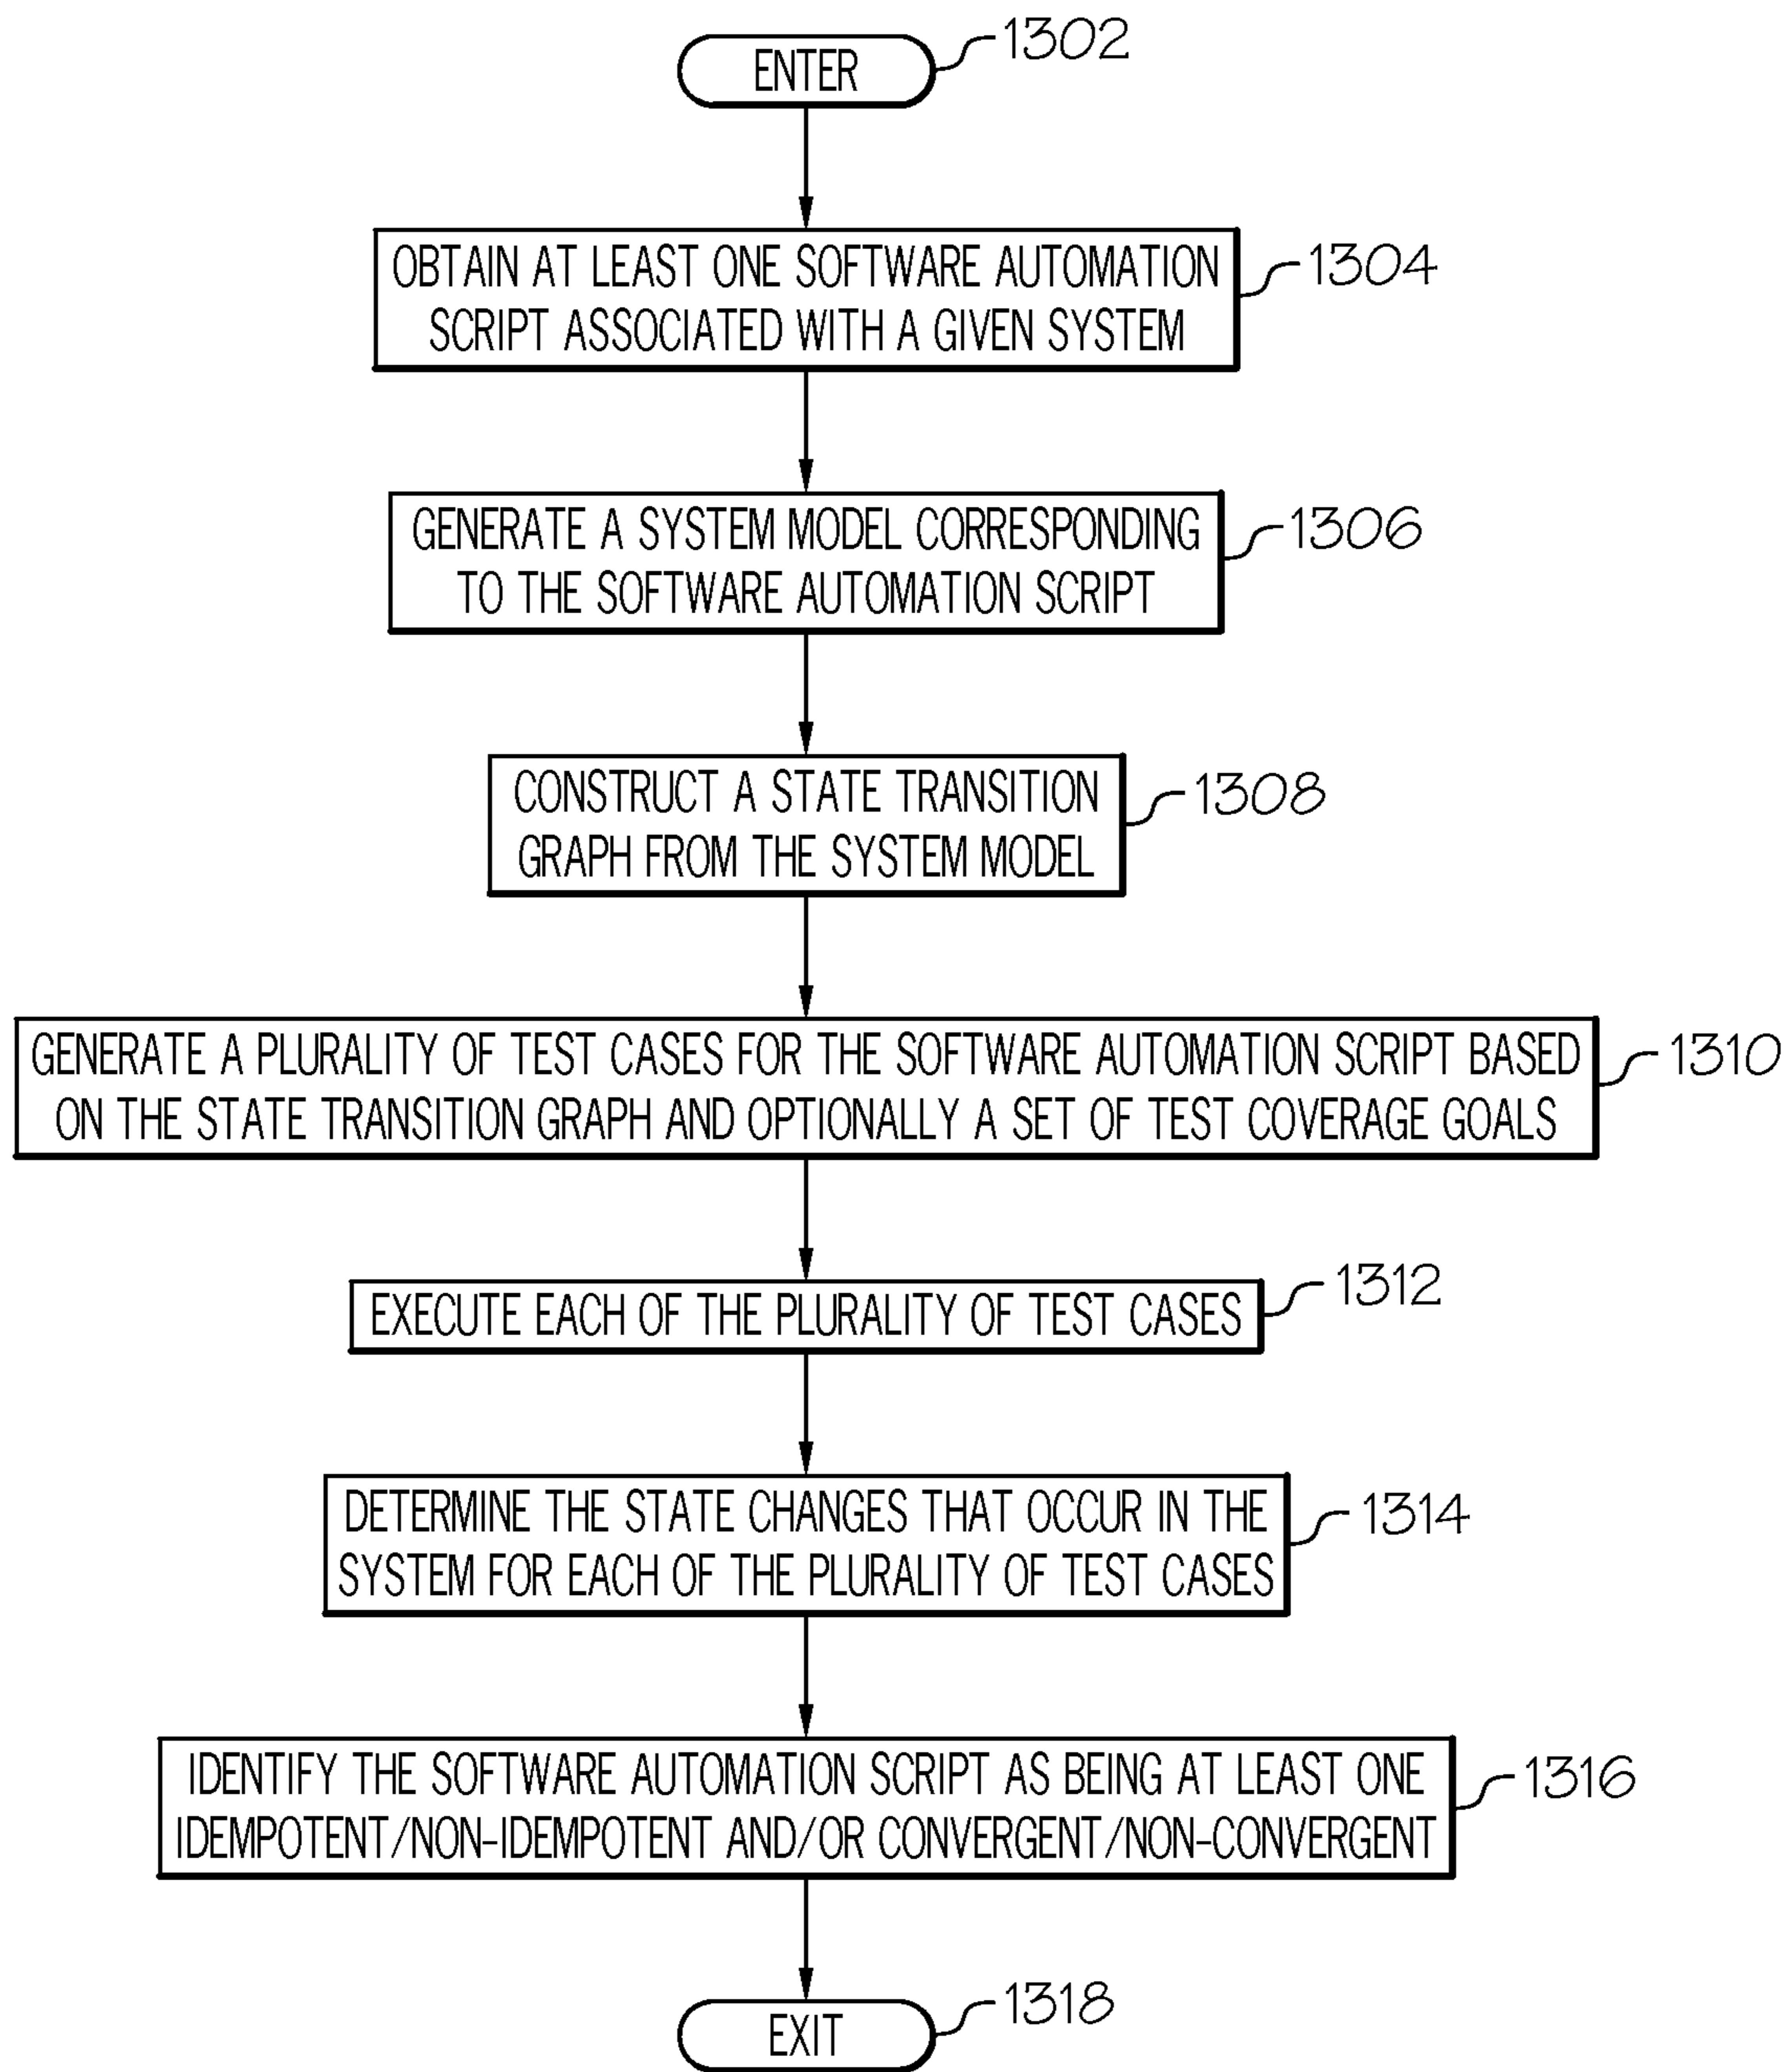 ENTER
1302
OBTAIN AT LEAST ONE SOFTWARE AUTOMATION
SCRIPT ASSOCIATED WITH A GIVEN SYSTEM
1304
GENERATE A SYSTEM MODEL CORRESPONDING
TO THE SOFTWARE AUTOMATION SCRIPT
1306
CONSTRUCT A STATE TRANSITION
GRAPH FROM THE SYSTEM MODEL
1308
GENERATE A PLURALITY OF TEST CASES FOR THE SOFTWARE AUTOMATION SCRIPT BASED
ON THE STATE TRANSITION GRAPH AND OPTIONALLY A SET OF TEST COVERAGE GOALS
1310
EXECUTE EACH OF THE PLURALITY OF TEST CASES
1312
DETERMINE THE STATE CHANGES THAT OCCUR IN THE
SYSTEM FOR EACH OF THE PLURALITY OF TEST CASES
1314
IDENTIFY THE SOFTWARE AUTOMATION SCRIPT AS BEING AT LEAST ONE
IDEMPOTENT/NON-IDEMPOTENT AND/OR CONVERGENT/NON-CONVERGENT
1316
EXIT
1318